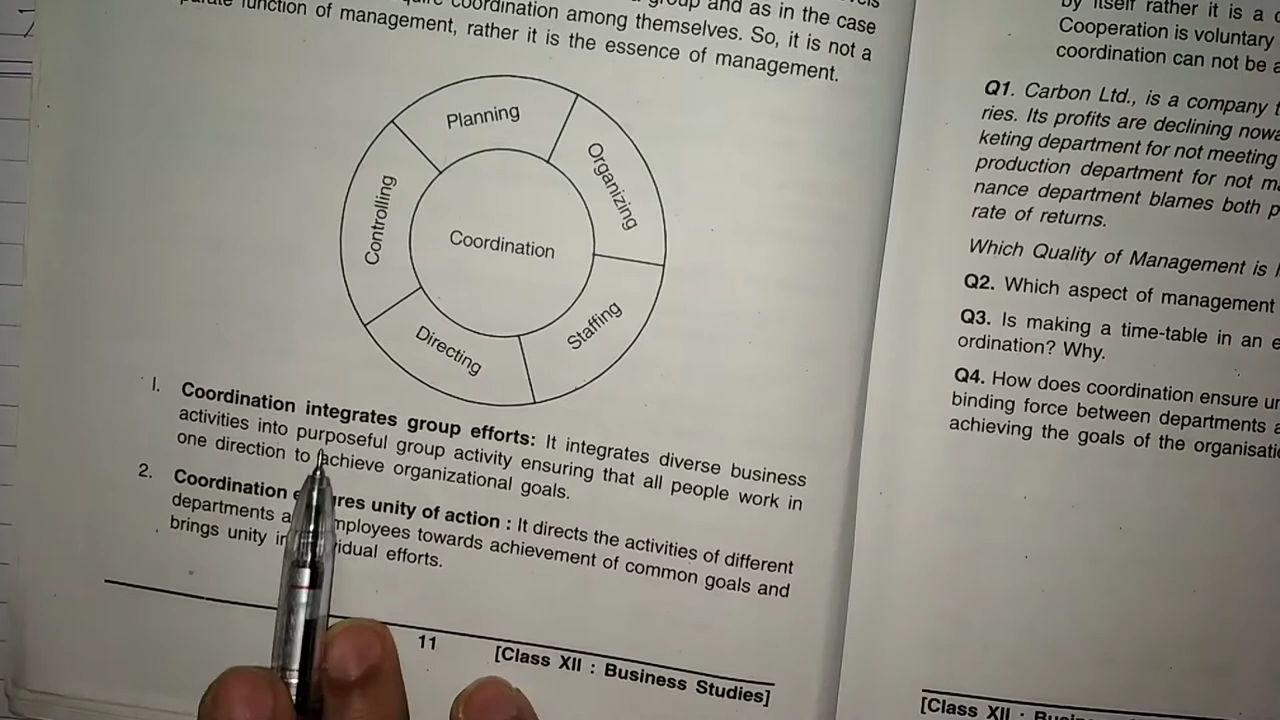 group and as in the case
coordination among themselves. So, it is not a
function of management, rather it is the essence of management.
Planning
Organizing
Controlling
Coordination
Staffing
Directing
1. Coordination integrates group efforts: It integrates diverse business
activities into purposeful group activity ensuring that all people work in
one direction to achieve organizational goals.
2. Coordination unity of action : It directs the activities of different
departments employees towards achievement of common goals and
brings unity efforts.
11 [Class XII : Business Studies]
by itself rather it is a
Cooperation is voluntary
coordination can not be
Q1. Carbon Ltd., is a company
ries. Its profits are declining
keting department for not meeting
production department for not
nance department blames both
rate of returns.
Which Quality of Management is
Q2. Which aspect of management
Q3. Is making a time-table in an
ordination? Why.
Q4. How does coordination ensure
binding force between departments
achieving the goals of the
[Class XII :